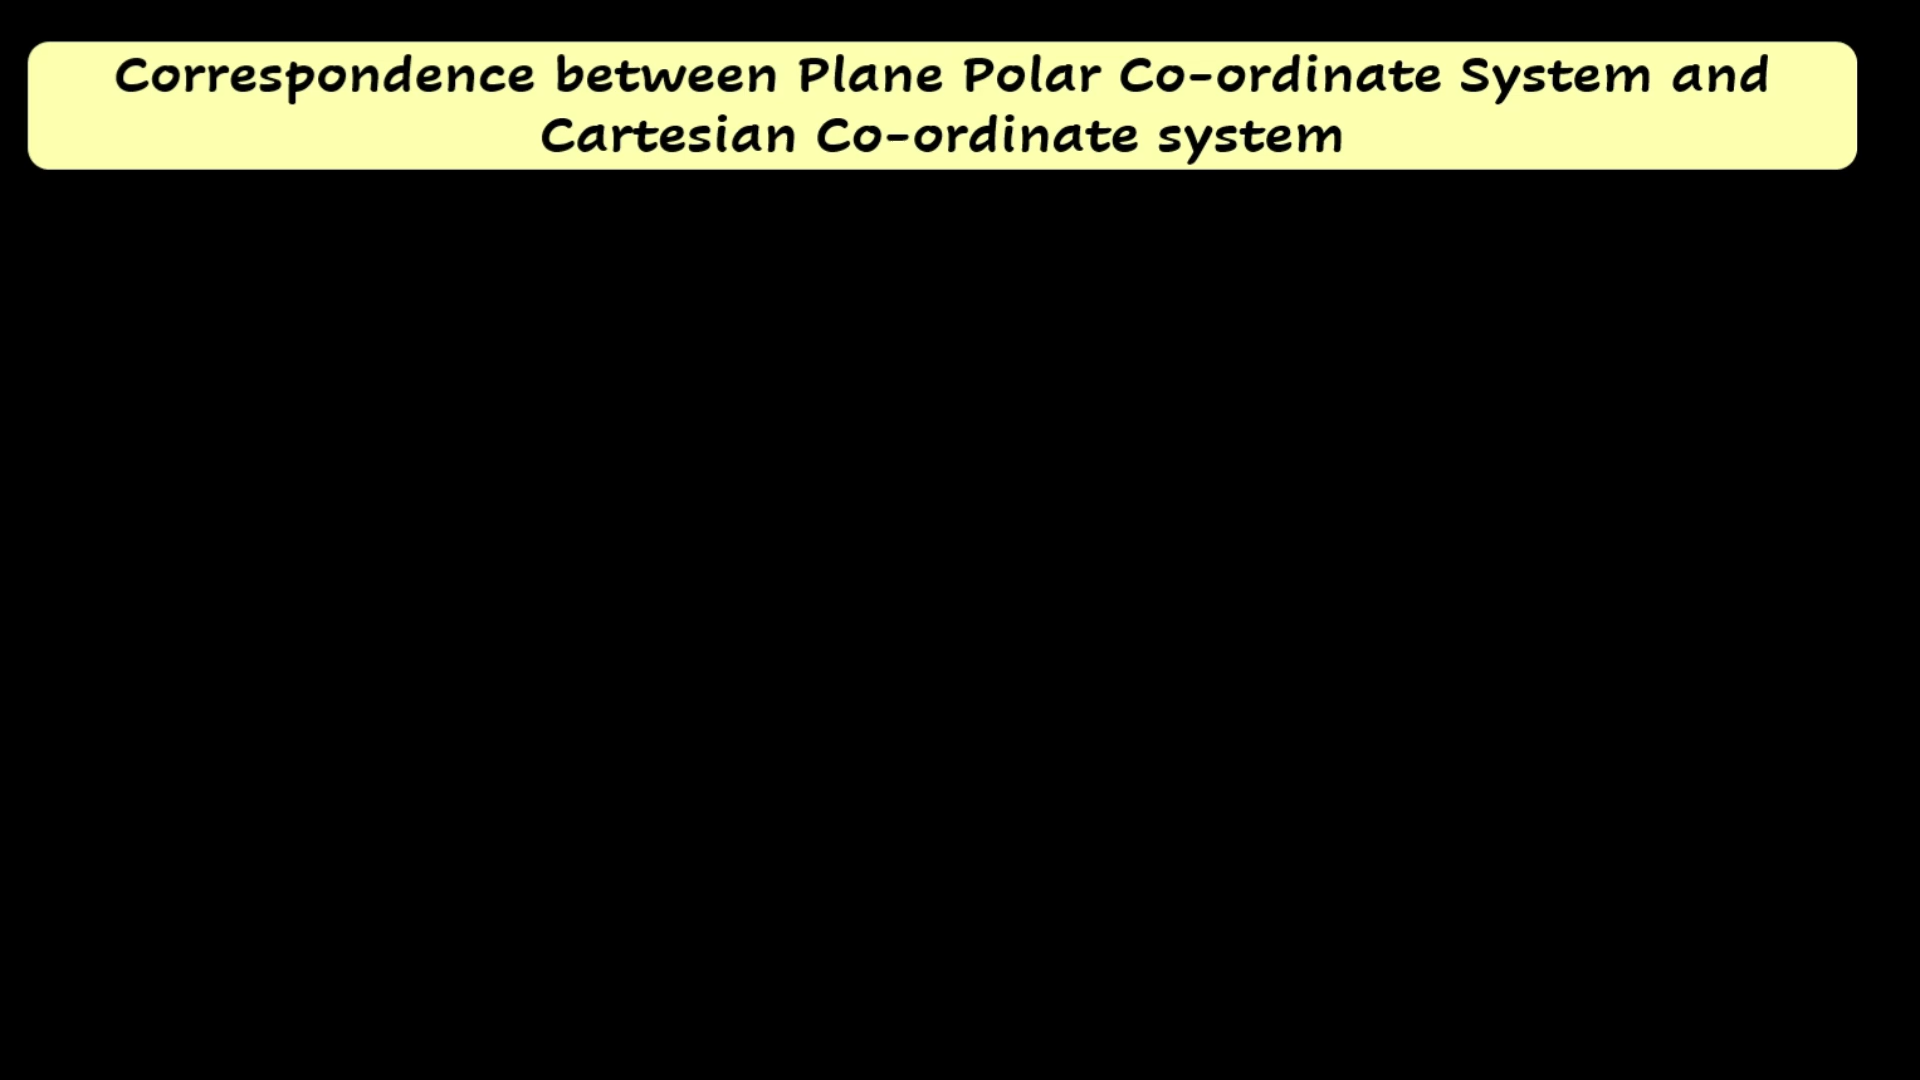 Correspondence between Plane Polar Co-ordinate System and
Cartesian Co-ordinate system